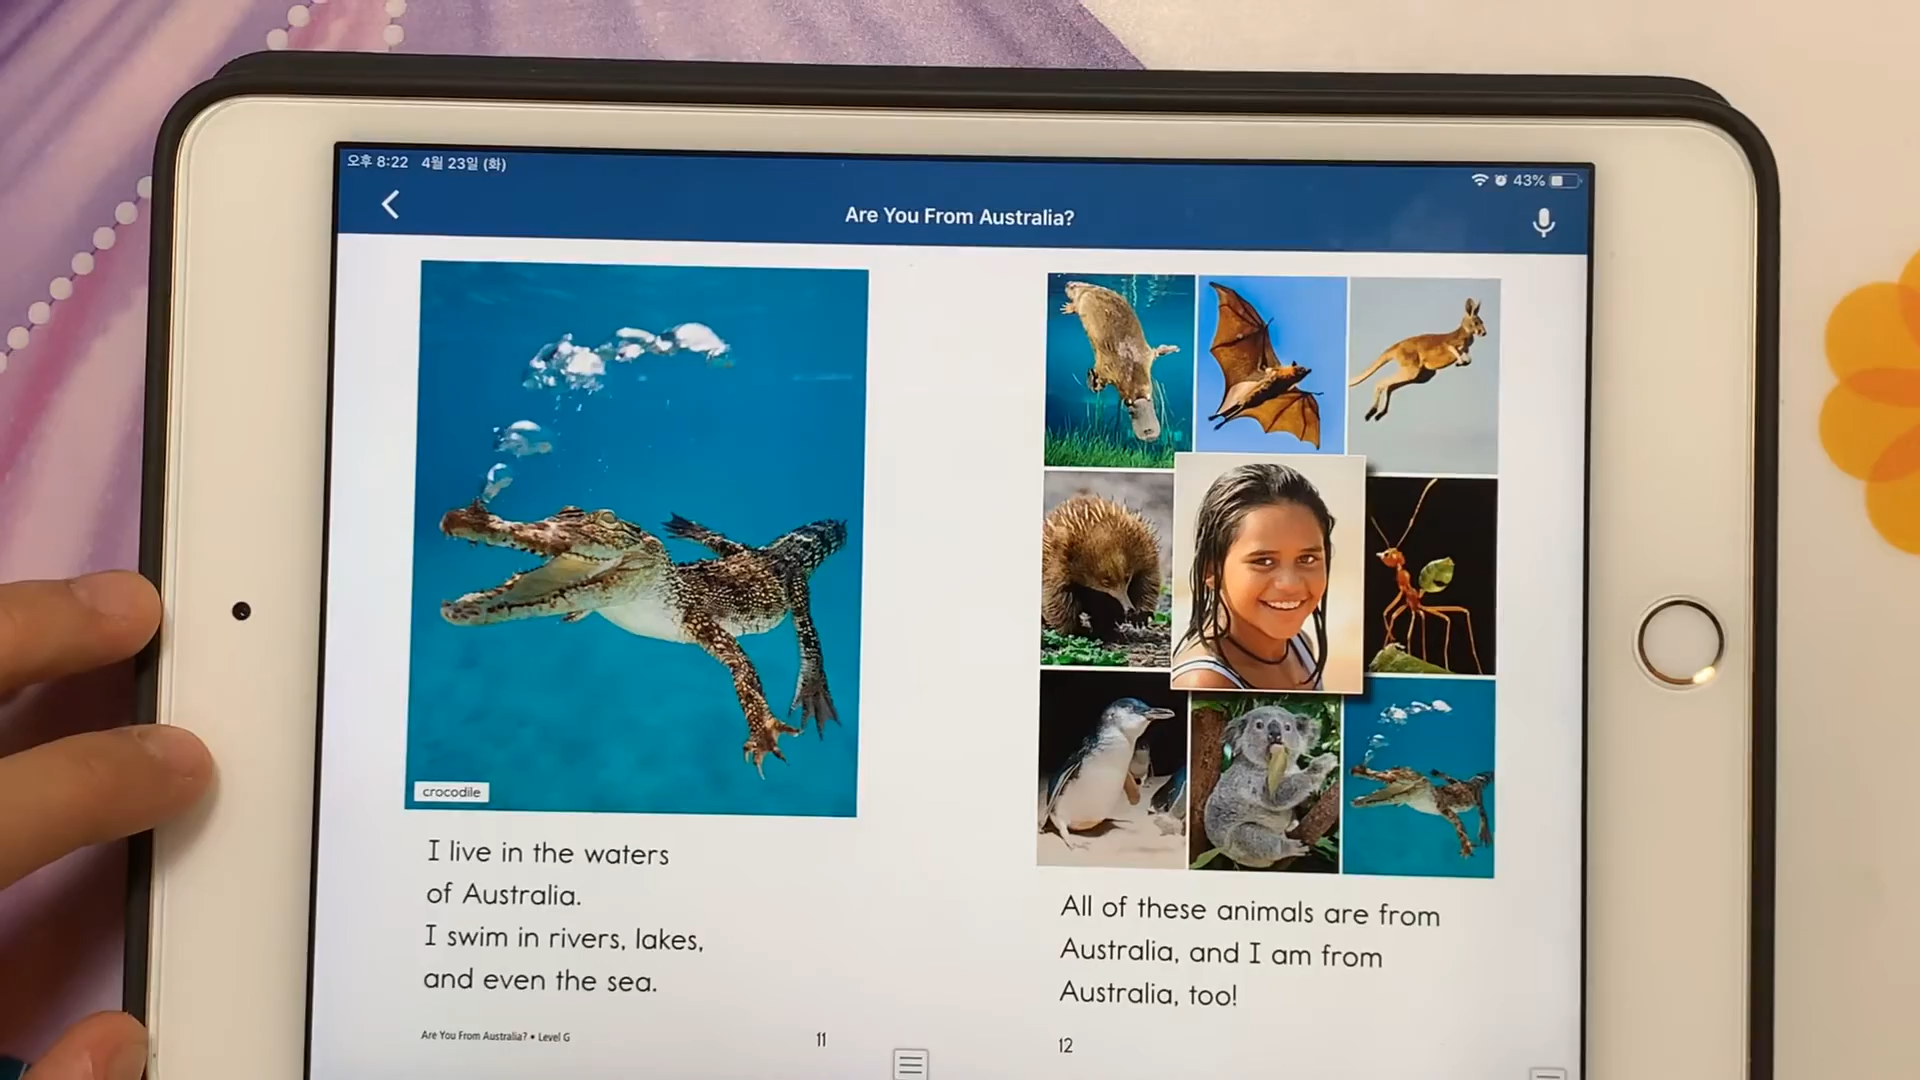 오후 8:22 4월 23일 (화)
43%
Are You From Australia?
crocodile
I live in the waters
of Australia.
I swim in rivers, lakes,
and even the sea.
Are You From Australia? • Level G
11
All of these animals are from
Australia, and I am from
Australia, too!
12